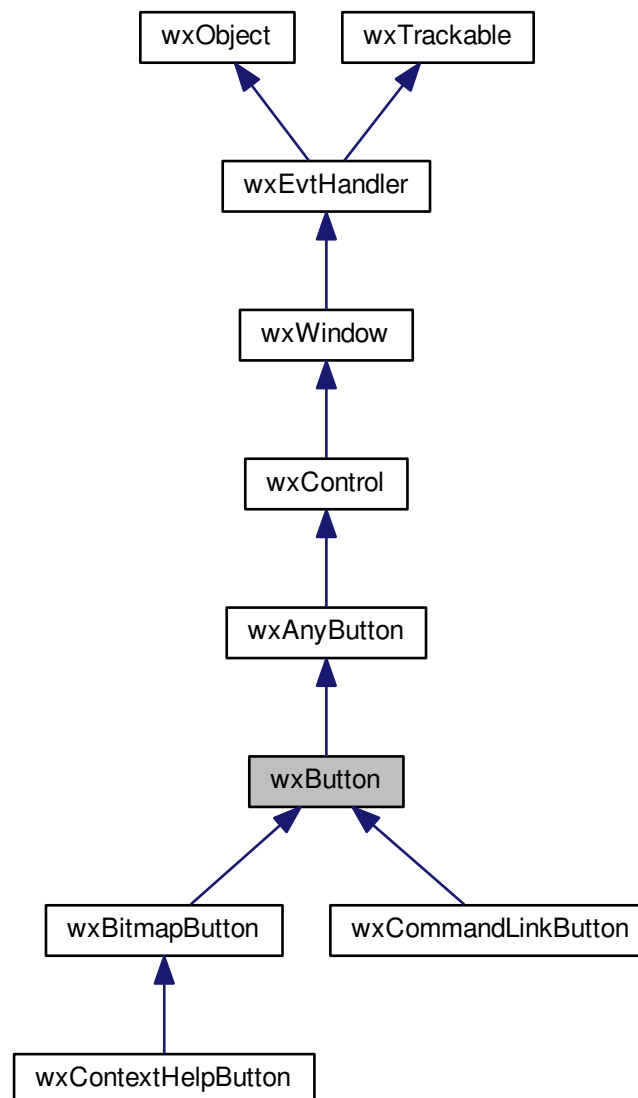 wxObject
wxTrackable
wxEvtHandler
wxWindow
wxControl
wxAnyButton
wxButton
wxBitmapButton
wxCommandLinkButton
wxContextHelpButton